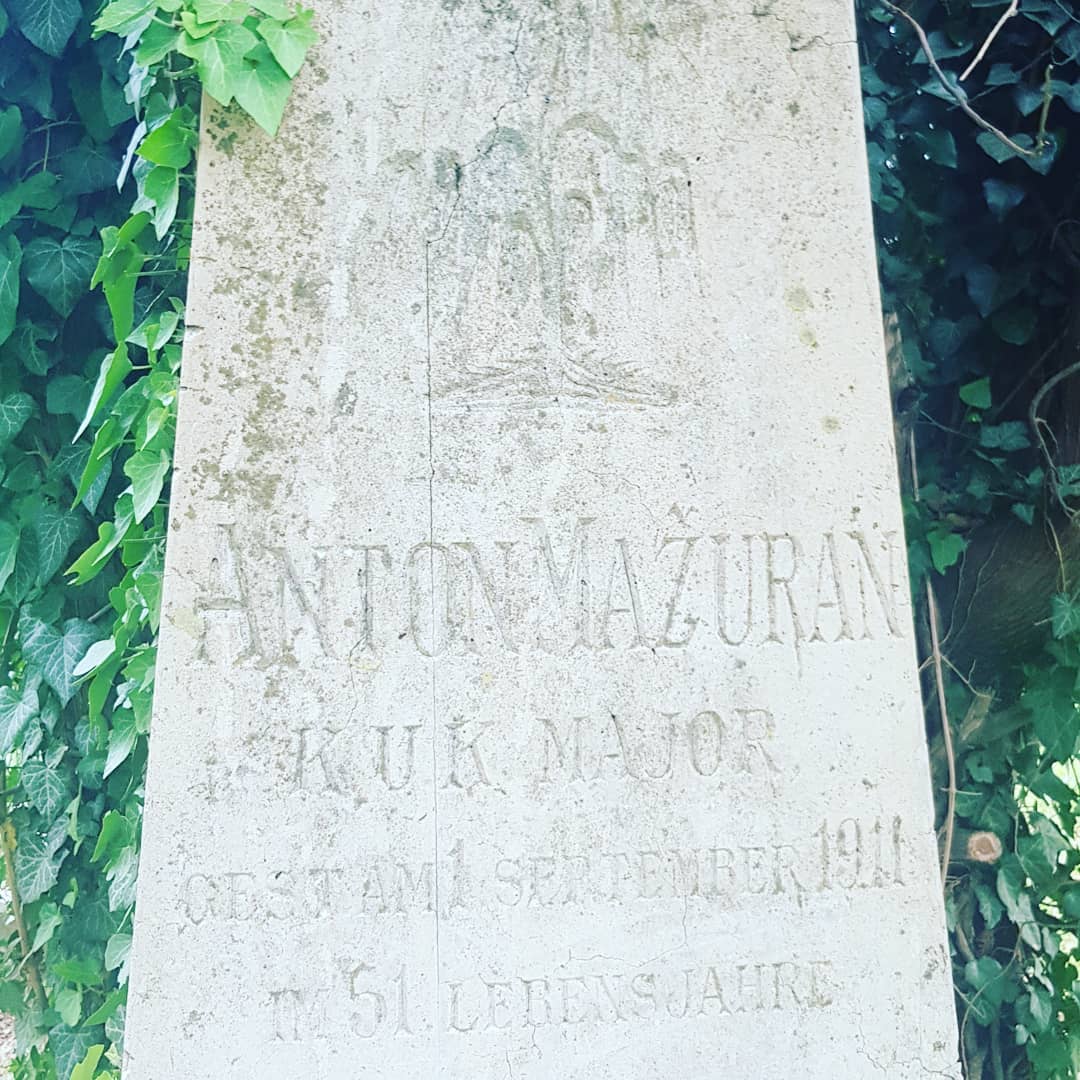 ANTON MAŽURAN
K U K MAJOR
GEST AM 1 SEPTEMBER 1911
IM 51. LEBENSJAHRE